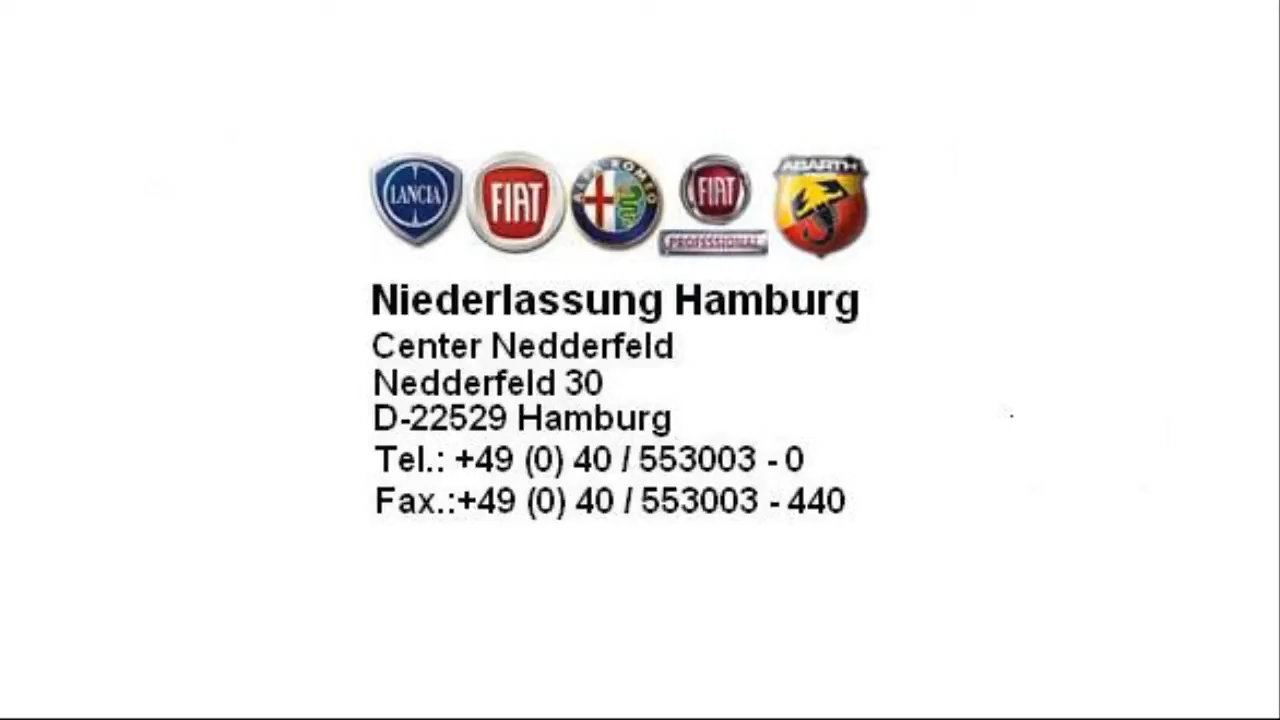 LANCIA FIAT ALFA ROMEO FIAT ABARTH
PROFESSIONAL
Niederlassung Hamburg
Center Nedderfeld
Nedderfeld 30
D-22529 Hamburg
Tel.: +49 (0) 40 / 553003 - 0
Fax.:+49 (0) 40 / 553003 - 440